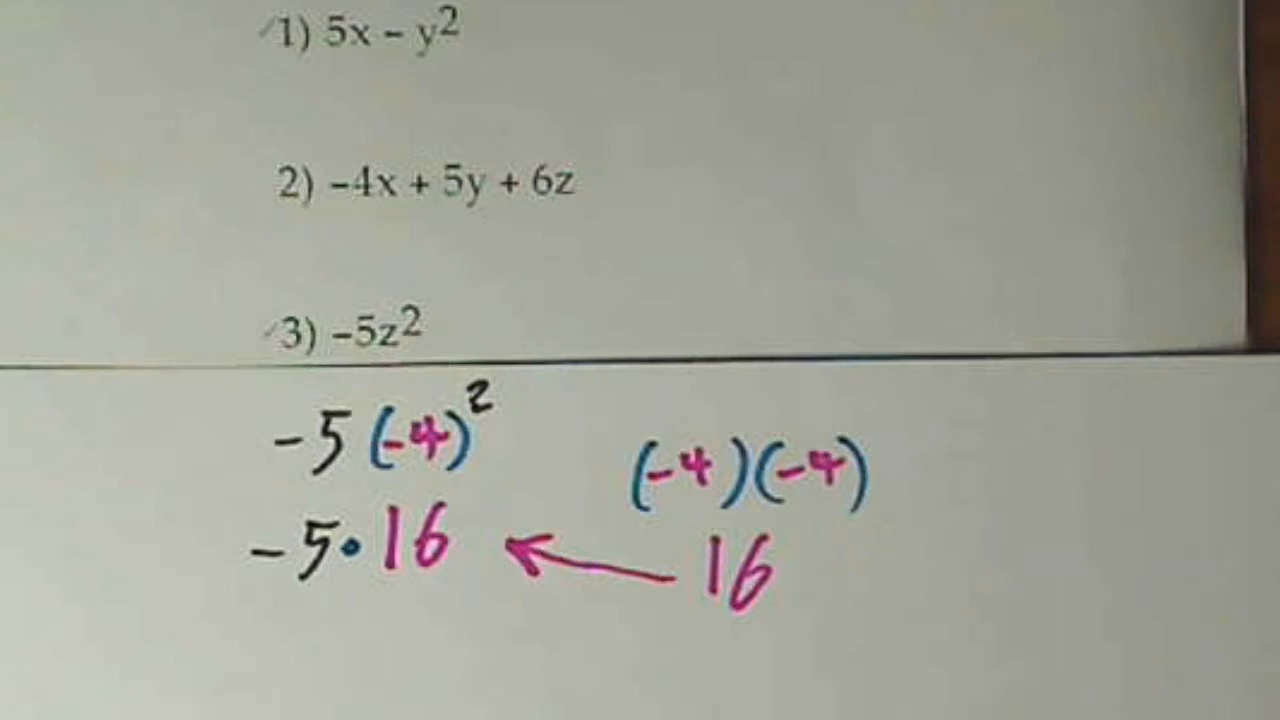 1) 5x – y²
2) –4x + 5y + 6z
3) –5z²
-5(-4)²
(-4)(-4)
-5•16 ← 16